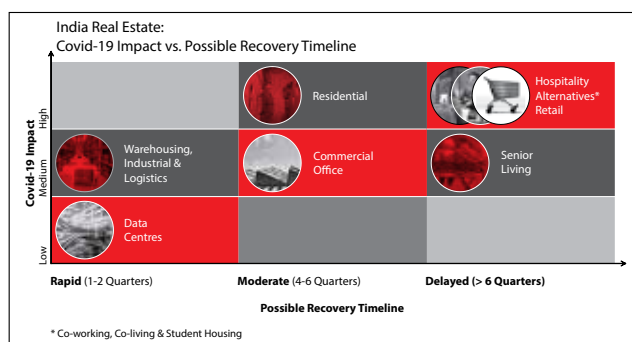 India Real Estate:
Covid-19 Impact vs. Possible Recovery Timeline
Covid-19 Impact
High
Medium
Low
Residential
Hospitality
Alternatives*
Retail
Warehousing,
Industrial &
Logistics
Commercial
Office
Senior
Living
Data
Centres
Rapid (1-2 Quarters)
Moderate (4-6 Quarters)
Delayed (> 6 Quarters)
Possible Recovery Timeline
* Co-working, Co-living & Student Housing